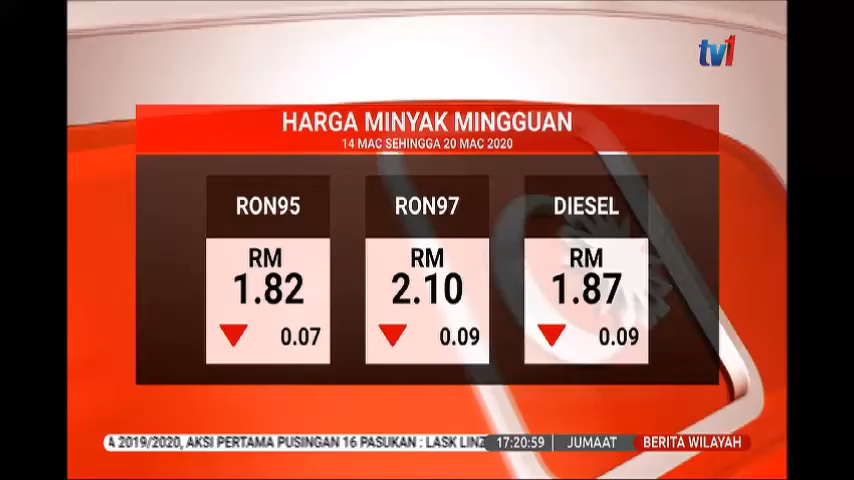 tv1
HARGA MINYAK MINGGUAN
14 MAC SEHINGGA 20 MAC 2020
RON95
RM
1.82
0.07
RON97
RM
2.10
0.09
DIESEL
RM
1.87
0.09
2019/2020, AKSI PERTAMA PUSINGAN 16 PASUKAN : LASK LINZ
17:20:59
JUMAAT
BERITA WILAYAH